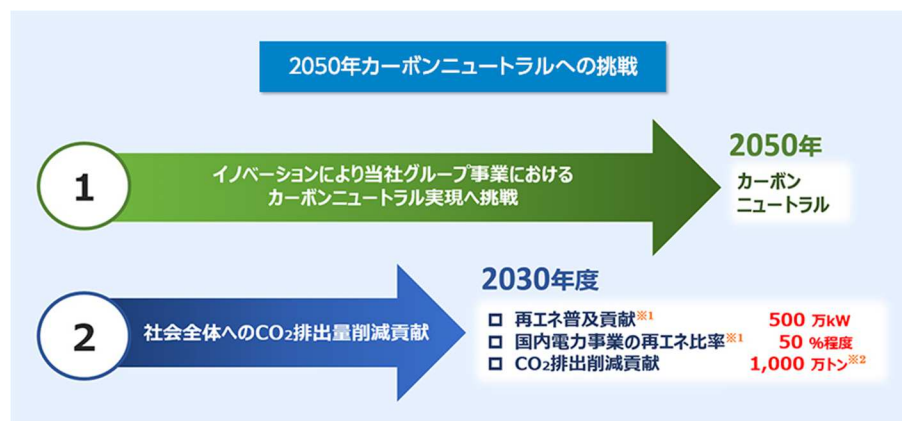 2050年カーボンニュートラルへの挑戦
1
イノベーションにより当社グループ事業における
カーボンニュートラル実現へ挑戦
2050年
カーボン
ニュートラル
2
社会全体へのCO₂排出量削減貢献
2030年度
□ 再エネ普及貢献※1 500 万kW
□ 国内電力事業の再エネ比率※1 50 %程度
□ CO₂排出削減貢献 1,000 万トン※2